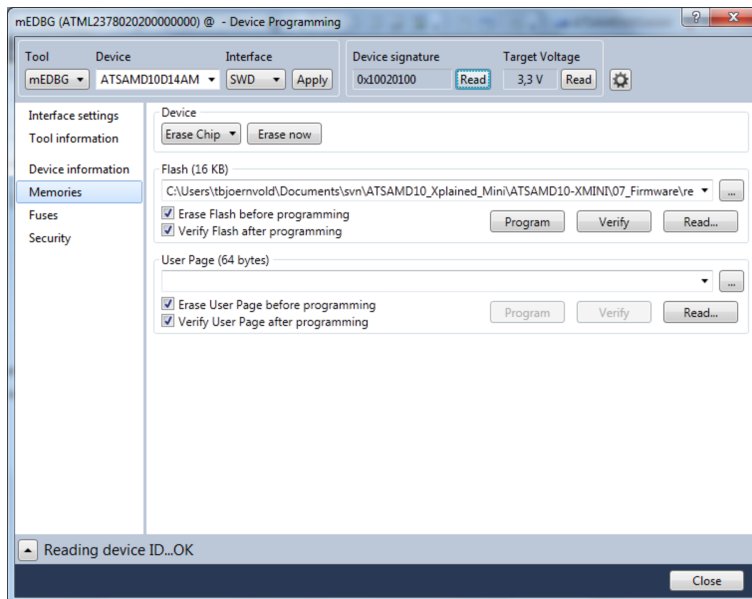 mEDBG (ATML2378020200000000) @  - Device Programming
Tool Device Interface Device signature Target Voltage
mEDBG ATSAMD10D14AM SWD Apply 0x10020100 Read 3,3 V Read
Interface settings
Tool information
Device information
Memories
Fuses
Security
Device
Erase Chip Erase now
Flash (16 KB)
C:\Users\tbjoernvold\Documents\svn\ATSAMD10_Xplained_Mini\ATSAMD10-XMINI\07_Firmware\re ...
Erase Flash before programming
Verify Flash after programming
Program Verify Read...
User Page (64 bytes)
...
Erase User Page before programming
Verify User Page after programming
Program Verify Read...
Reading device ID...OK
Close